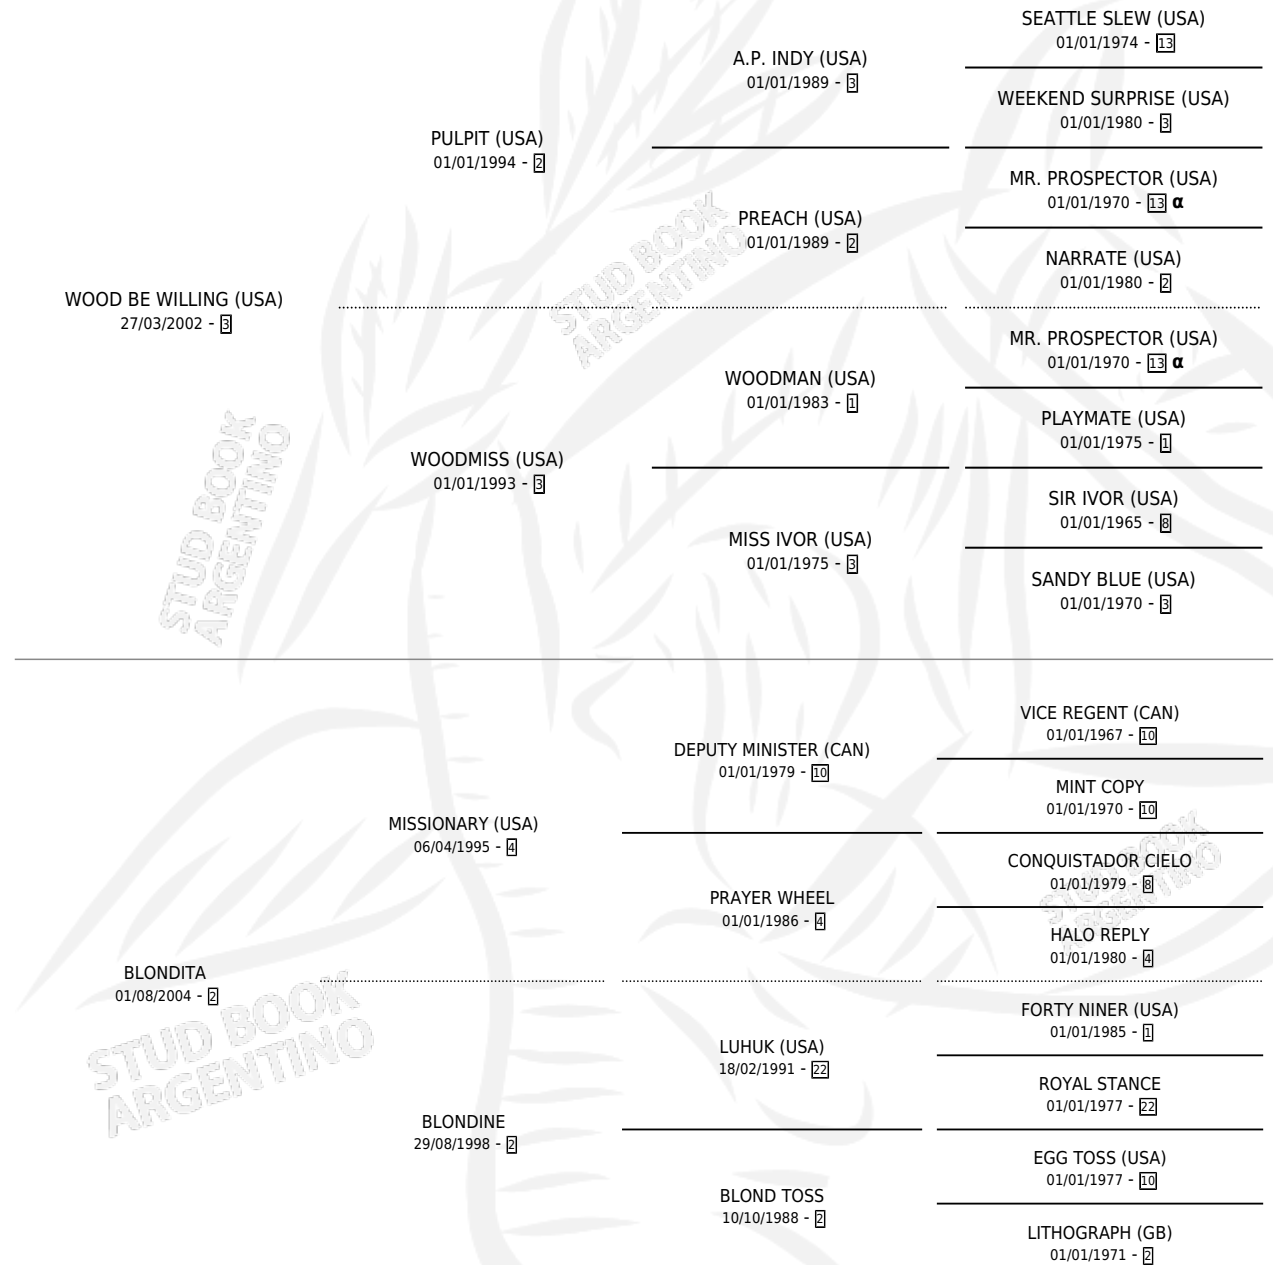 SEATTLE SLEW (USA)
01/01/1974 - 13
A.P. INDY (USA)
01/01/1989 - 3
WEEKEND SURPRISE (USA)
01/01/1980 - 3
PULPIT (USA)
01/01/1994 - 2
MR. PROSPECTOR (USA)
01/01/1970 - 13 α
PREACH (USA)
01/01/1989 - 2
NARRATE (USA)
01/01/1980 - 2
WOOD BE WILLING (USA)
27/03/2002 - 3
MR. PROSPECTOR (USA)
01/01/1970 - 13 α
WOODMAN (USA)
01/01/1983 - 1
PLAYMATE (USA)
01/01/1975 - 1
WOODMISS (USA)
01/01/1993 - 3
SIR IVOR (USA)
01/01/1965 - 8
MISS IVOR (USA)
01/01/1975 - 3
SANDY BLUE (USA)
01/01/1970 - 3
VICE REGENT (CAN)
01/01/1967 - 10
DEPUTY MINISTER (CAN)
01/01/1979 - 10
MINT COPY
01/01/1970 - 10
MISSIONARY (USA)
06/04/1995 - 4
CONQUISTADOR CIELO
01/01/1979 - 8
PRAYER WHEEL
01/01/1986 - 4
HALO REPLY
01/01/1980 - 4
BLONDITA
01/08/2004 - 2
FORTY NINER (USA)
01/01/1985 - 1
LUHUK (USA)
18/02/1991 - 22
ROYAL STANCE
01/01/1977 - 22
BLONDINE
29/08/1998 - 2
EGG TOSS (USA)
01/01/1977 - 10
BLOND TOSS
10/10/1988 - 2
LITHOGRAPH (GB)
01/01/1971 - 2
STUD BOOK
ARGENTINO
STUD BOOK
ARGENTINO
STUD BOOK
ARGENTINO
STUD BOOK
ARGENTINO